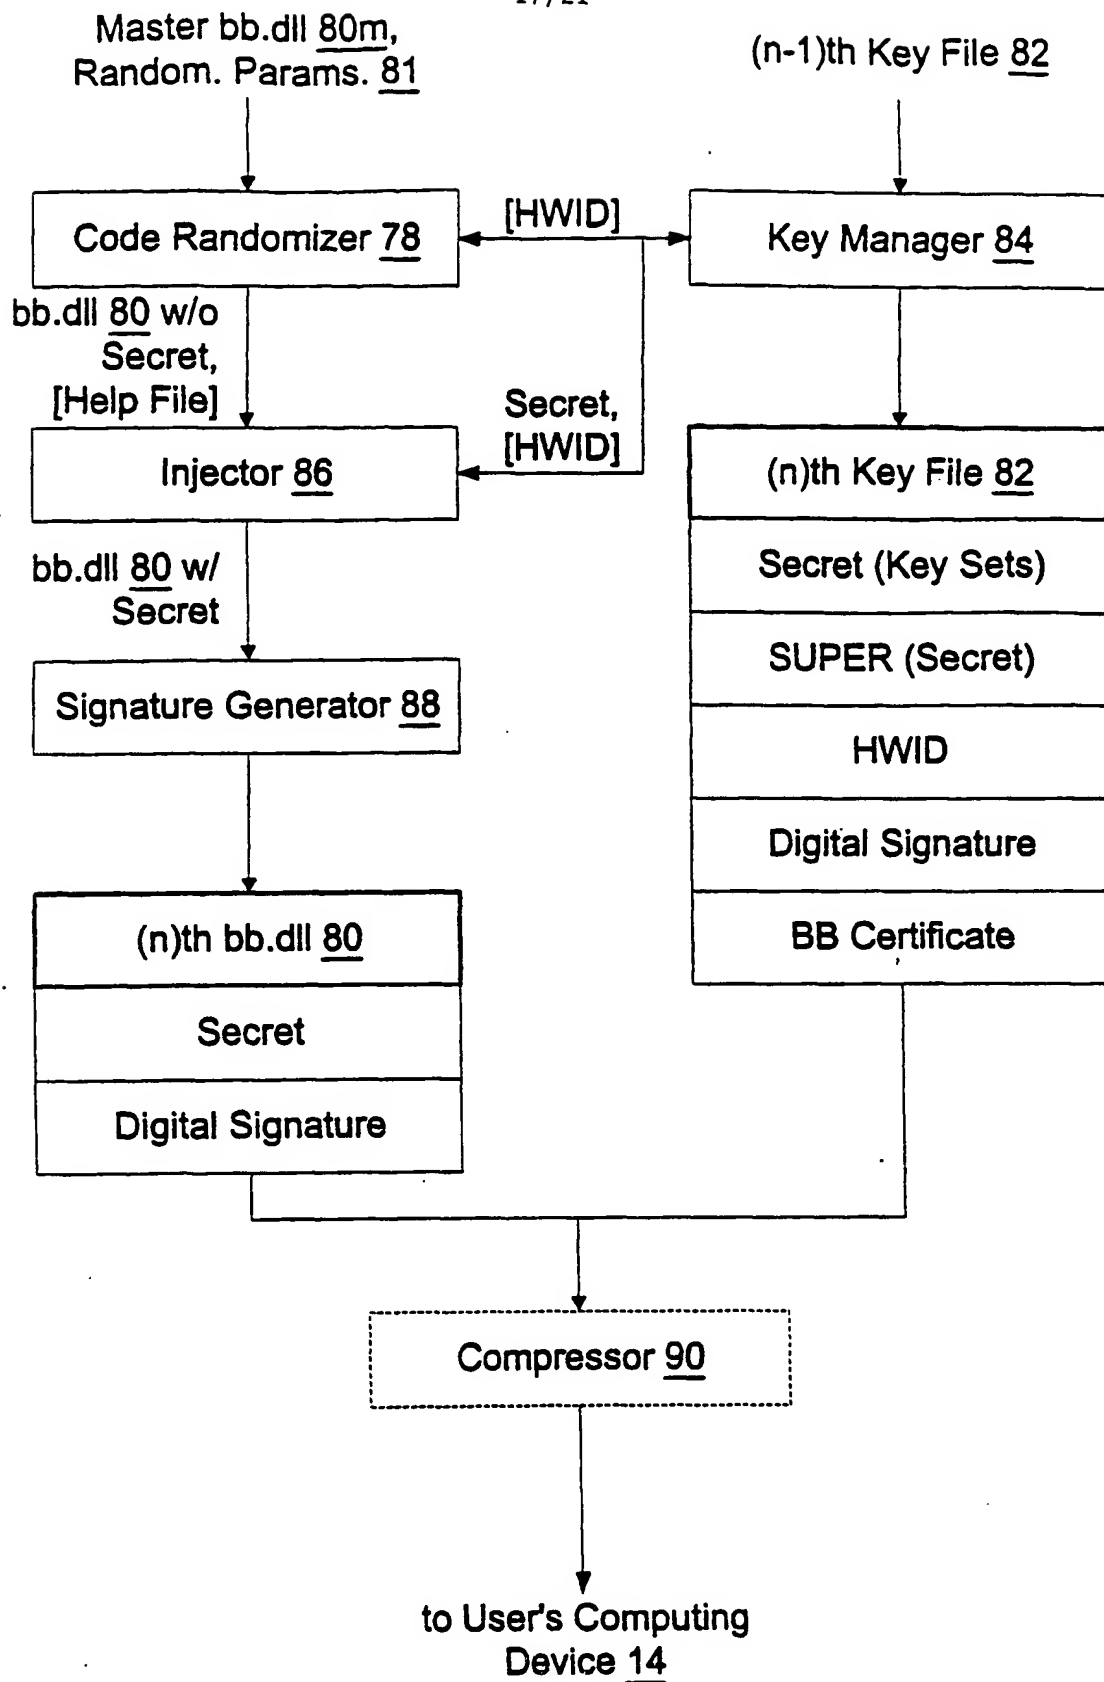 17/21
Master bb.dll 80m,
Random. Params. 81
(n-1)th Key File 82
Code Randomizer 78
[HWID]
Key Manager 84
bb.dll 80 w/o
Secret,
[Help File]
Secret,
[HWID]
Injector 86
(n)th Key File 82
Secret (Key Sets)
bb.dll 80 w/
Secret
SUPER (Secret)
Signature Generator 88
HWID
Digital Signature
(n)th bb.dll 80
BB Certificate
Secret
Digital Signature
Compressor 90
to User's Computing
Device 14